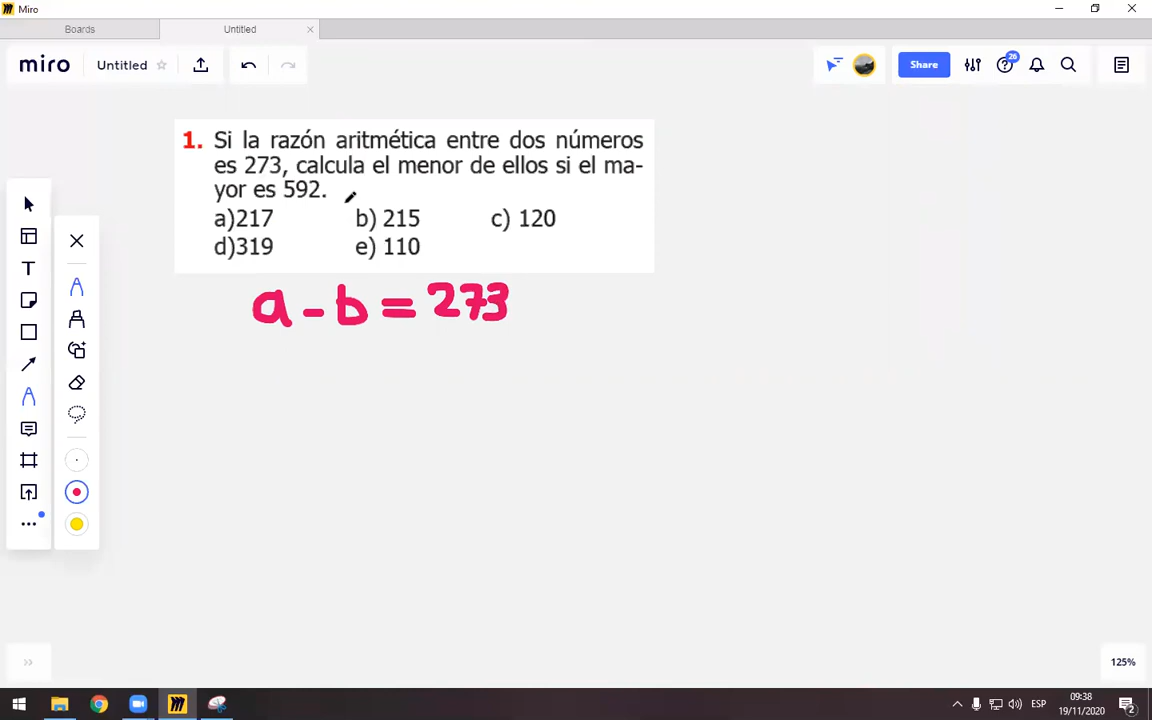 Miro
Boards
Untitled
miro
Untitled
Share
26
1. Si la razón aritmética entre dos números
es 273, calcula el menor de ellos si el ma-
yor es 592.
a)217 b) 215 c) 120
d)319 e) 110
a - b = 273
T
125%
ESP
09:38
19/11/2020
2